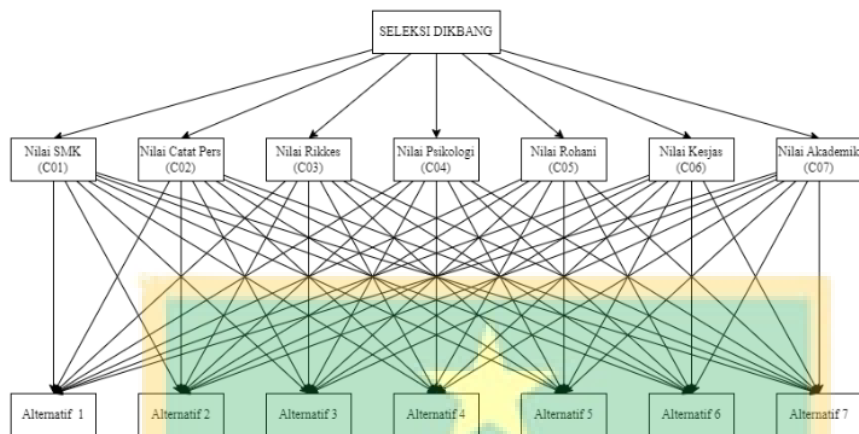 SELEKSI DIKBANG
Nilai SMK
(C01)
Nilai Catat Pers
(C02)
Nilai Rikkes
(C03)
Nilai Psikologi
(C04)
Nilai Rohani
(C05)
Nilai Kesjas
(C06)
Nilai Akademik
(C07)
Alternatif 1
Alternatif 2
Alternatif 3
Alternatif 4
Alternatif 5
Alternatif 6
Alternatif 7